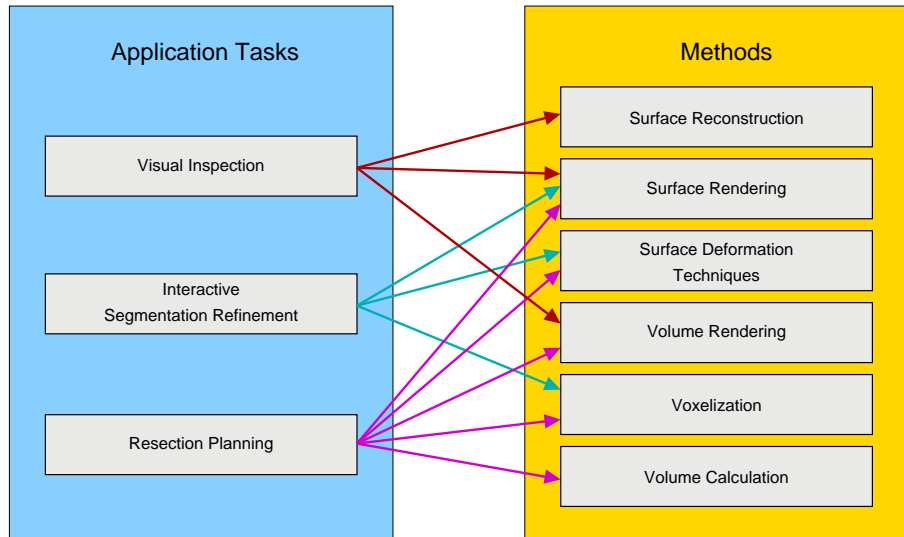 Application Tasks
Visual Inspection
Interactive
Segmentation Refinement
Resection Planning
Methods
Surface Reconstruction
Surface Rendering
Surface Deformation
Techniques
Volume Rendering
Voxelization
Volume Calculation